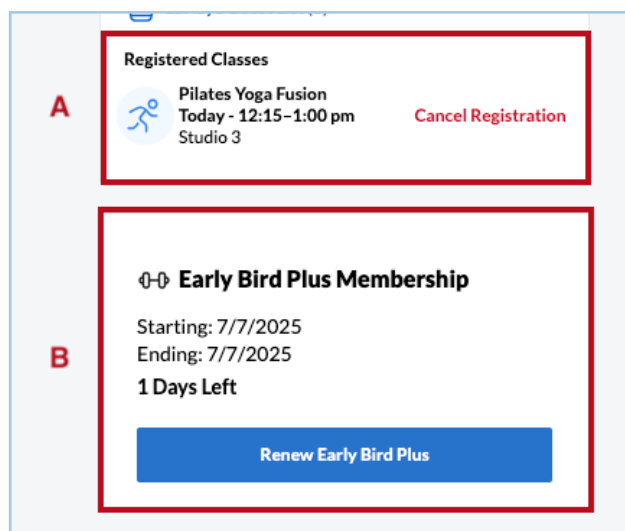 Registered Classes
A
Pilates Yoga Fusion
Today - 12:15–1:00 pm
Cancel Registration
Studio 3
Early Bird Plus Membership
Starting: 7/7/2025
Ending: 7/7/2025
B
1 Days Left
Renew Early Bird Plus